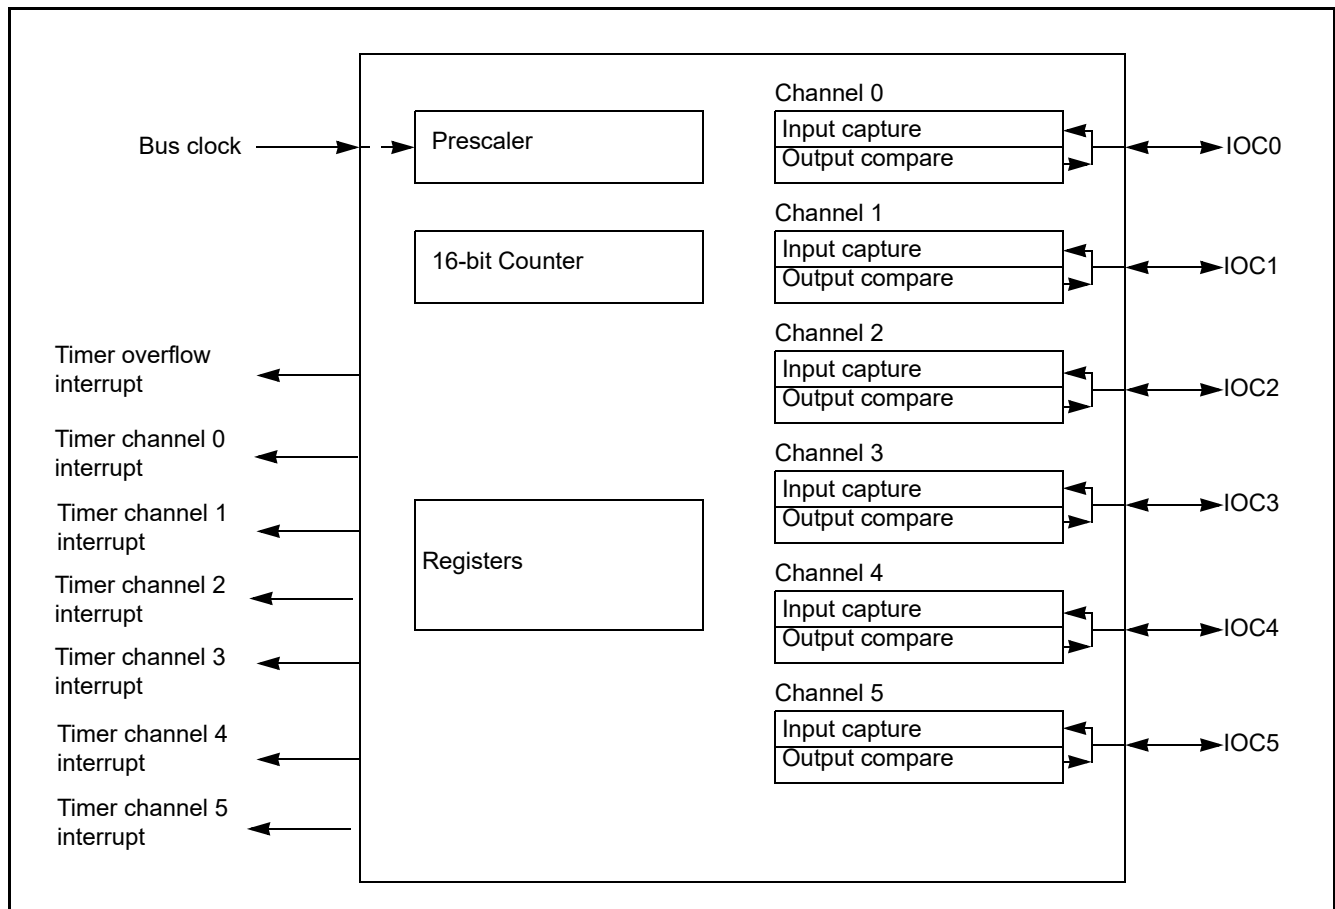 Bus clock
Prescaler
16-bit Counter
Registers
Timer overflow
interrupt
Timer channel 0
interrupt
Timer channel 1
interrupt
Timer channel 2
interrupt
Timer channel 3
interrupt
Timer channel 4
interrupt
Timer channel 5
interrupt
Channel 0
Input capture
Output compare
IOC0
Channel 1
Input capture
Output compare
IOC1
Channel 2
Input capture
Output compare
IOC2
Channel 3
Input capture
Output compare
IOC3
Channel 4
Input capture
Output compare
IOC4
Channel 5
Input capture
Output compare
IOC5